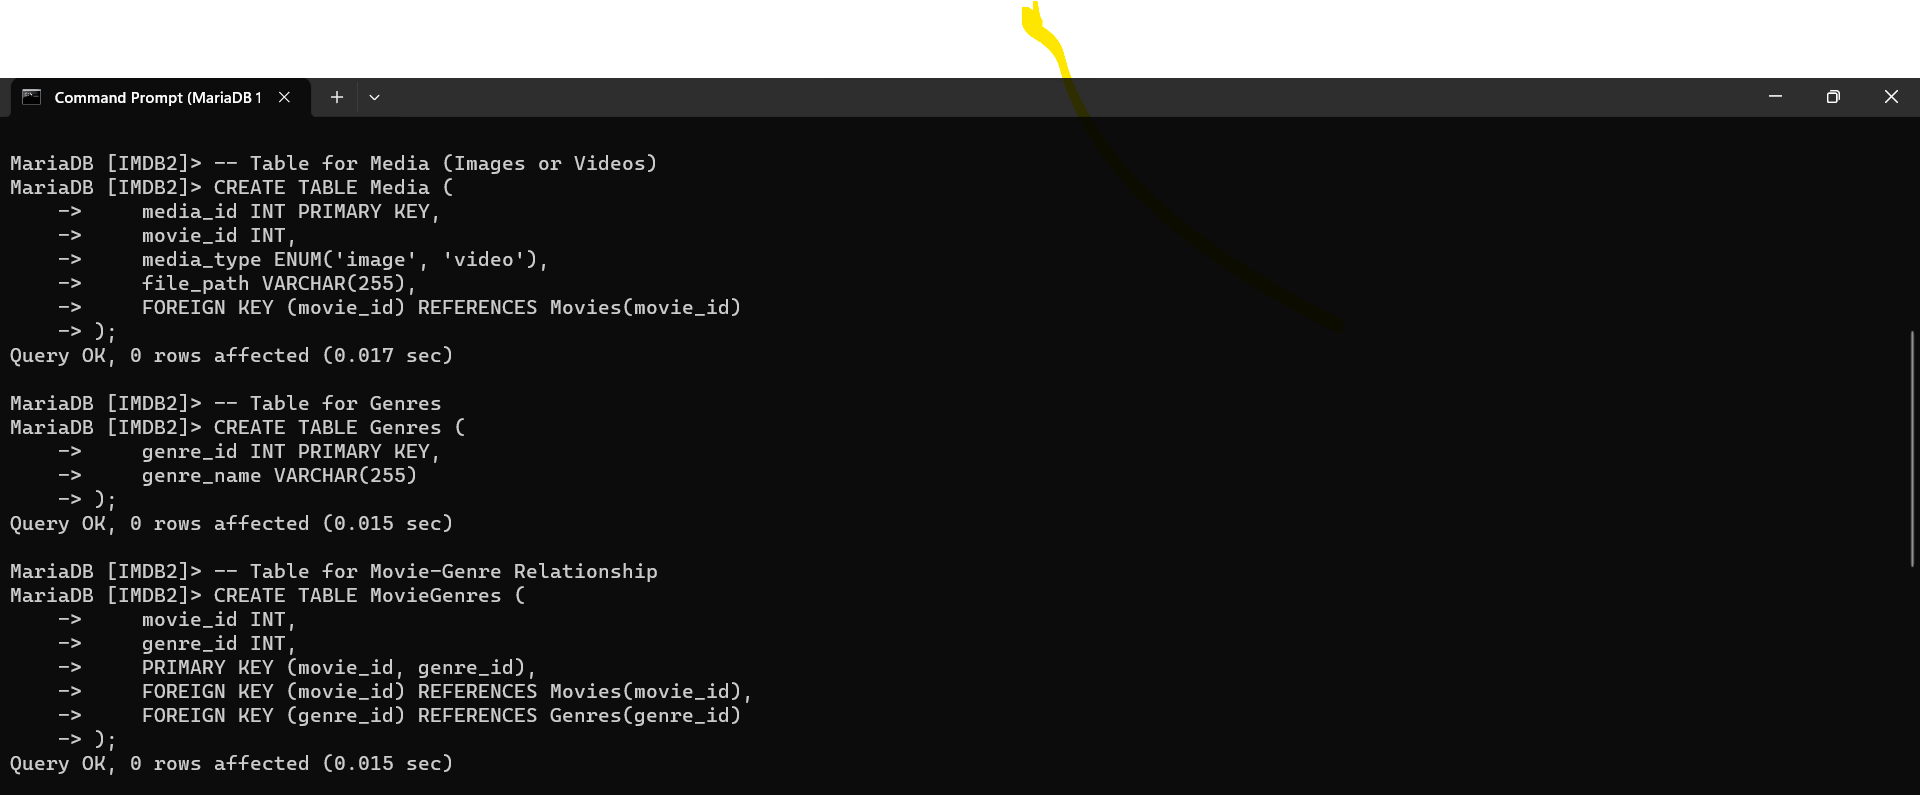 Command Prompt (MariaDB 1
MariaDB [IMDB2]> -- Table for Media (Images or Videos)
MariaDB [IMDB2]> CREATE TABLE Media (
    ->     media_id INT PRIMARY KEY,
    ->     movie_id INT,
    ->     media_type ENUM('image', 'video'),
    ->     file_path VARCHAR(255),
    ->     FOREIGN KEY (movie_id) REFERENCES Movies(movie_id)
    -> );
Query OK, 0 rows affected (0.017 sec)
MariaDB [IMDB2]> -- Table for Genres
MariaDB [IMDB2]> CREATE TABLE Genres (
    ->     genre_id INT PRIMARY KEY,
    ->     genre_name VARCHAR(255)
    -> );
Query OK, 0 rows affected (0.015 sec)
MariaDB [IMDB2]> -- Table for Movie-Genre Relationship
MariaDB [IMDB2]> CREATE TABLE MovieGenres (
    ->     movie_id INT,
    ->     genre_id INT,
    ->     PRIMARY KEY (movie_id, genre_id),
    ->     FOREIGN KEY (movie_id) REFERENCES Movies(movie_id),
    ->     FOREIGN KEY (genre_id) REFERENCES Genres(genre_id)
    -> );
Query OK, 0 rows affected (0.015 sec)